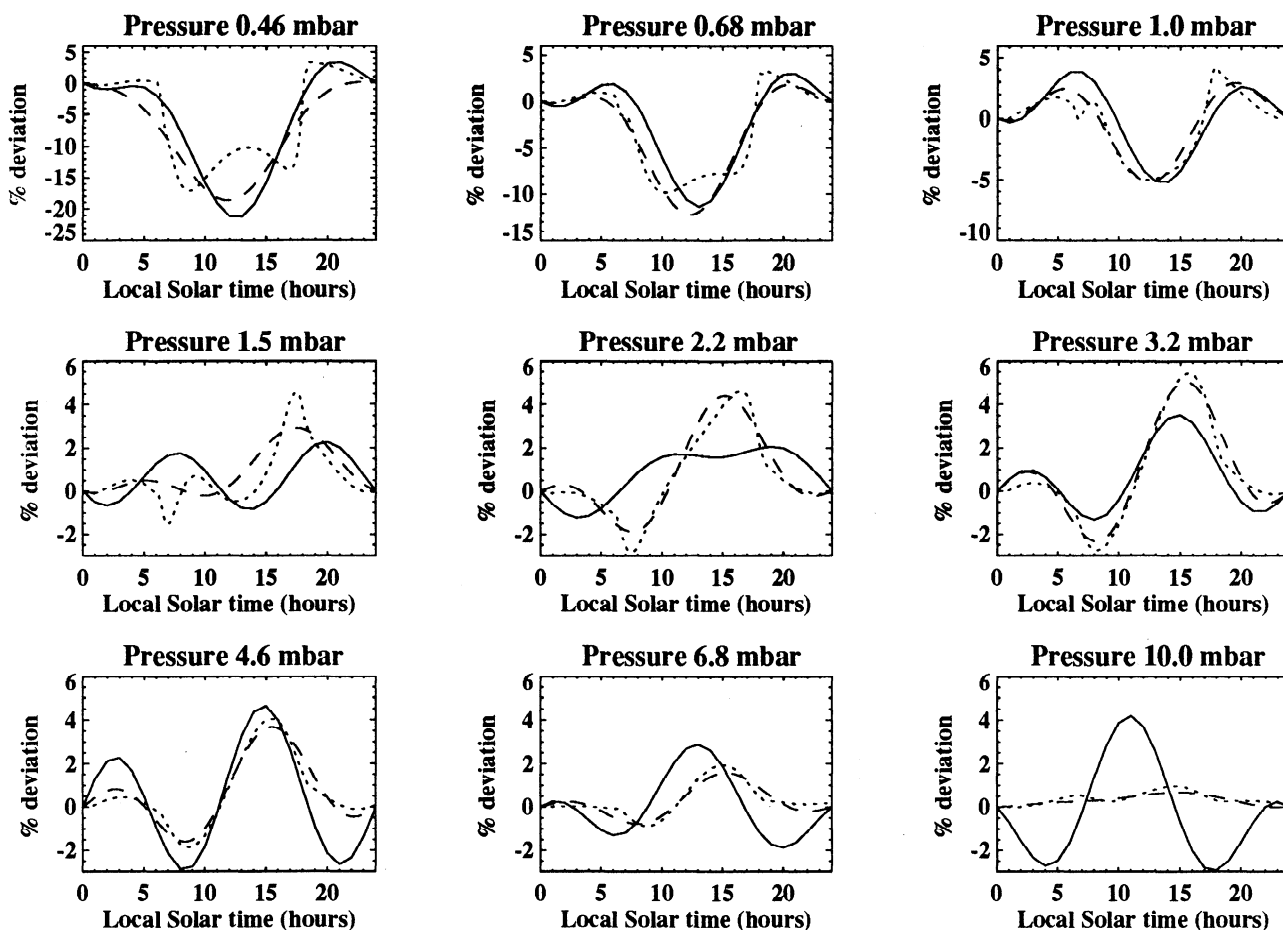 Pressure 0.46 mbar
Pressure 0.68 mbar
Pressure 1.0 mbar
% deviation
5
0
-5
-10
-15
-20
-25
0 5 10 15 20
Local Solar time (hours)
% deviation
5
0
-5
-10
-15
0 5 10 15 20
Local Solar time (hours)
% deviation
5
0
-5
-10
0 5 10 15 20
Local Solar time (hours)
Pressure 1.5 mbar
Pressure 2.2 mbar
Pressure 3.2 mbar
% deviation
6
4
2
0
-2
0 5 10 15 20
Local Solar time (hours)
% deviation
6
4
2
0
-2
0 5 10 15 20
Local Solar time (hours)
% deviation
6
4
2
0
-2
0 5 10 15 20
Local Solar time (hours)
Pressure 4.6 mbar
Pressure 6.8 mbar
Pressure 10.0 mbar
% deviation
6
4
2
0
-2
0 5 10 15 20
Local Solar time (hours)
% deviation
6
4
2
0
-2
0 5 10 15 20
Local Solar time (hours)
% deviation
6
4
2
0
-2
0 5 10 15 20
Local Solar time (hours)